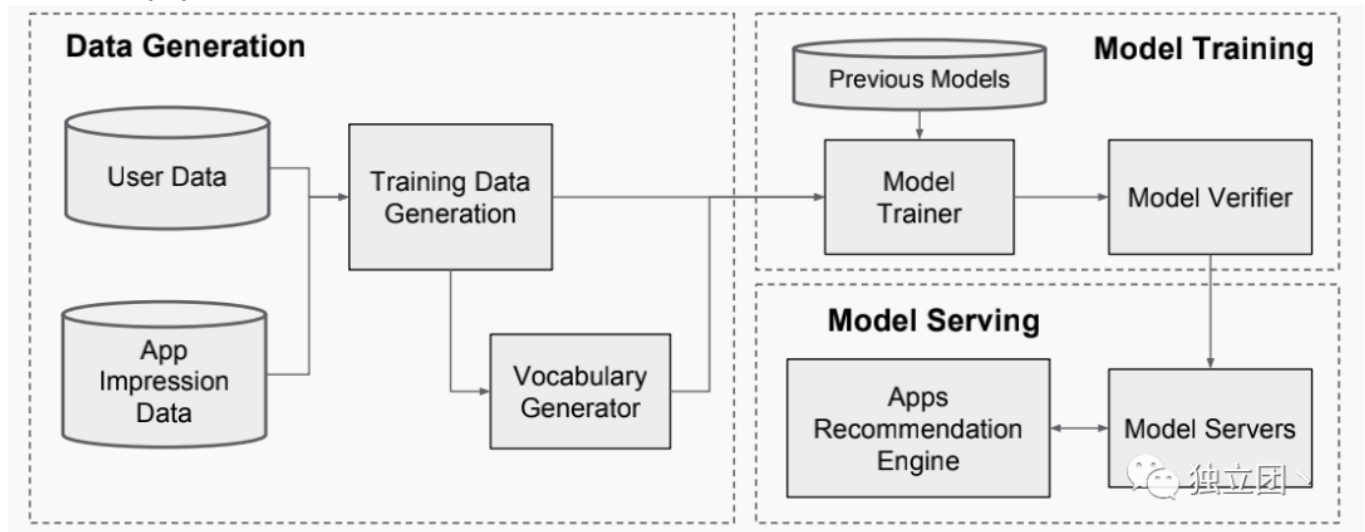 Data Generation
User Data
App
Impression
Data
Training Data
Generation
Vocabulary
Generator
Model Training
Previous Models
Model
Trainer
Model Verifier
Model Serving
Apps
Recommendation
Engine
Model Servers
独立团丶